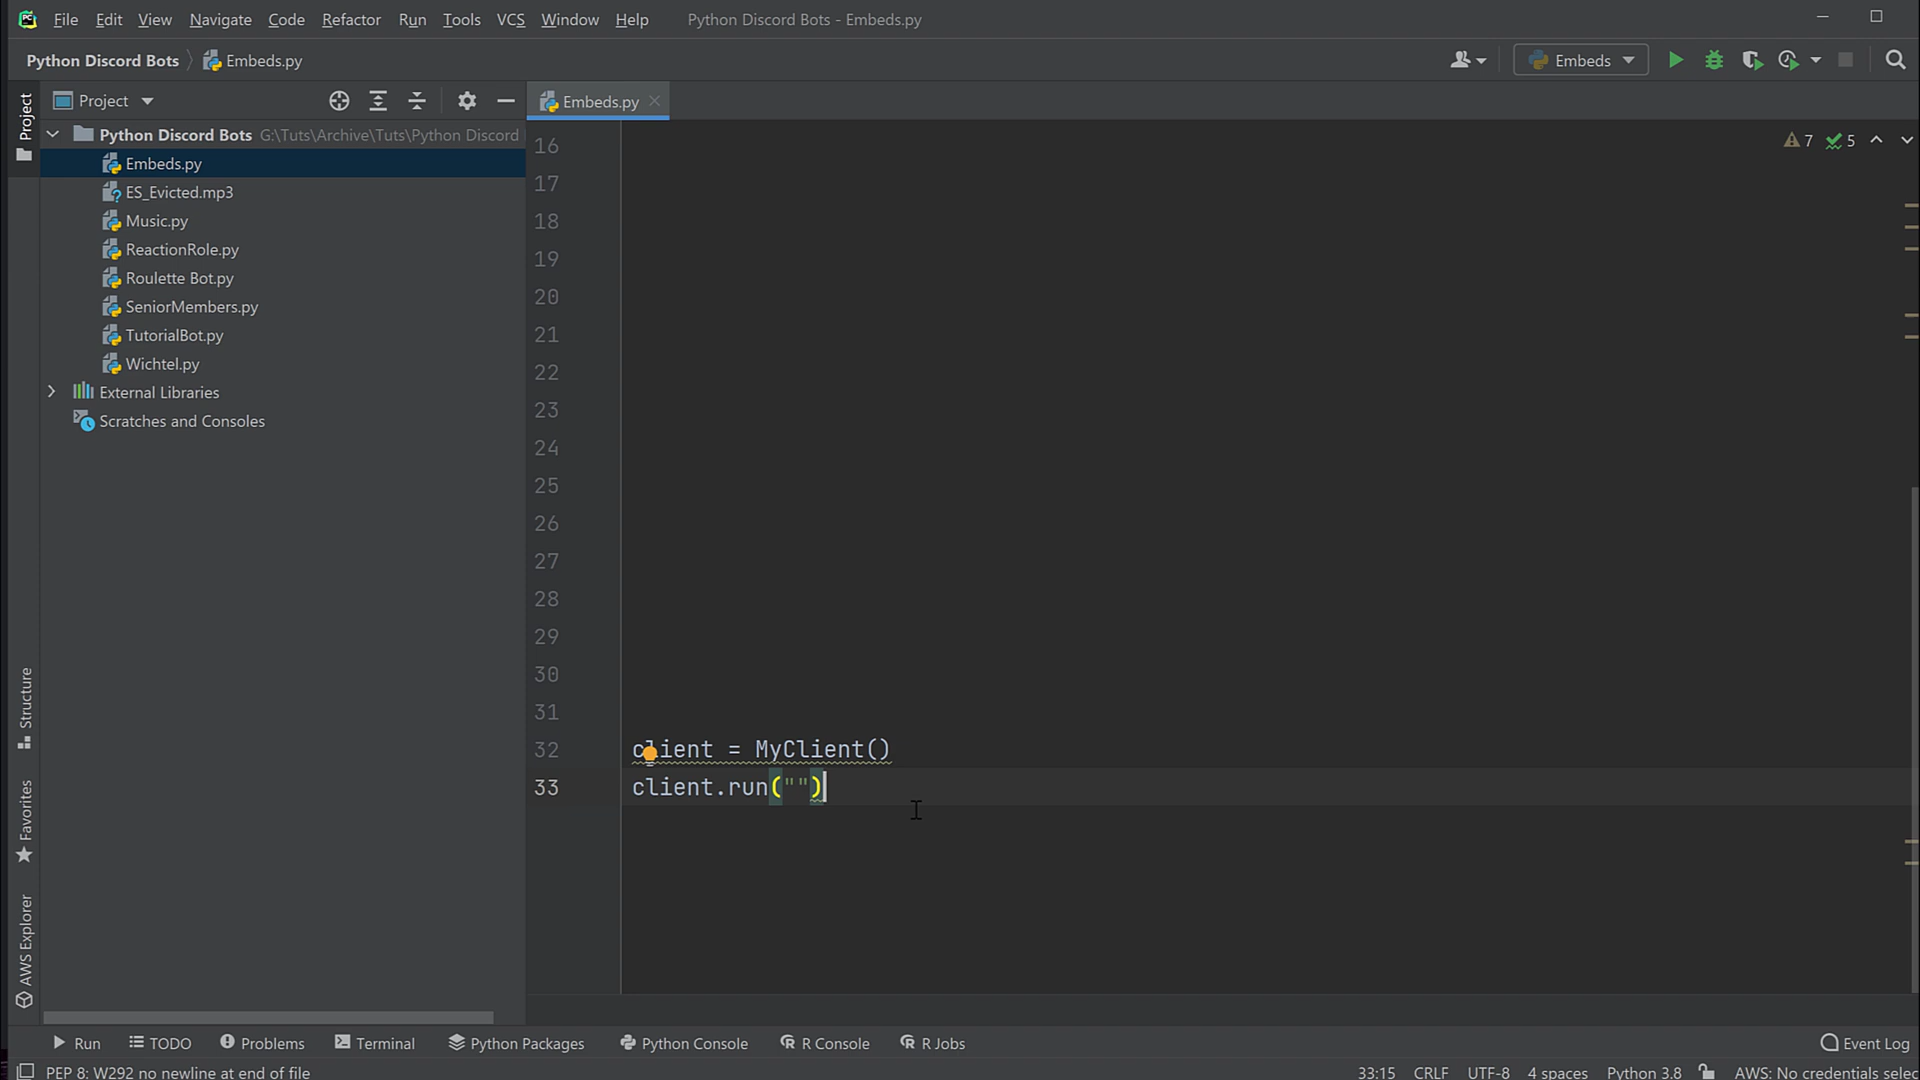 File Edit View Navigate Code Refactor Run Tools VCS Window Help Python Discord Bots - Embeds.py
Python Discord Bots Embeds.py Embeds
Project Embeds.py
Project
Python Discord Bots G:\Tuts\Archive\Tuts\Python Discord
Embeds.py
ES_Evicted.mp3
Music.py
ReactionRole.py
Roulette Bot.py
SeniorMembers.py
TutorialBot.py
Wichtel.py
External Libraries
Scratches and Consoles
Structure
Favorites
AWS Explorer
7 5
16
17
18
19
20
21
22
23
24
25
26
27
28
29
30
31
32 client = MyClient()
33 client.run("")
Run TODO Problems Terminal Python Packages Python Console R Console R Jobs Event Log
PEP 8: W292 no newline at end of file 33:15 CRLF UTF-8 4 spaces Python 3.8 AWS: No credentials selec